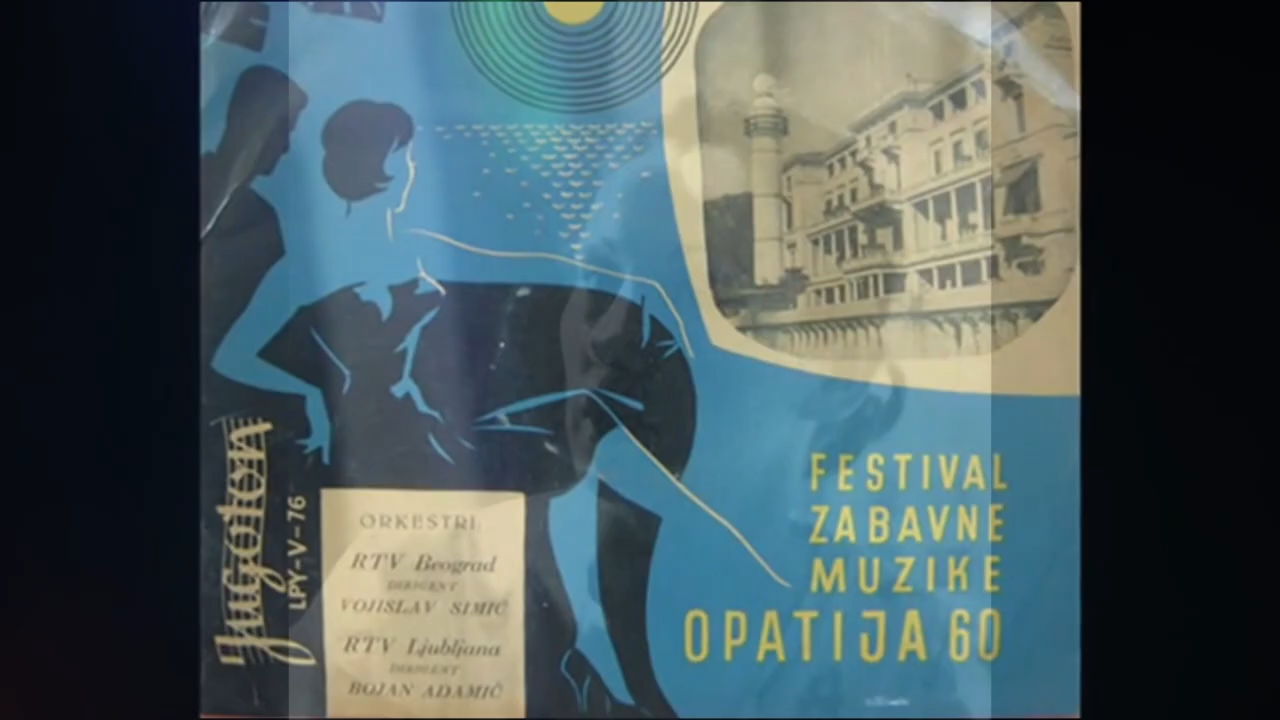 Jugoton
LPY-V-76
ORKESTRI:
RTV Beograd
DIRIGENT
VOJISLAV SIMIĆ
RTV Ljubljana
DIRIGENT
BOJAN ADAMIČ
FESTIVAL
ZABAVNE
MUZIKE
OPATIJA 60